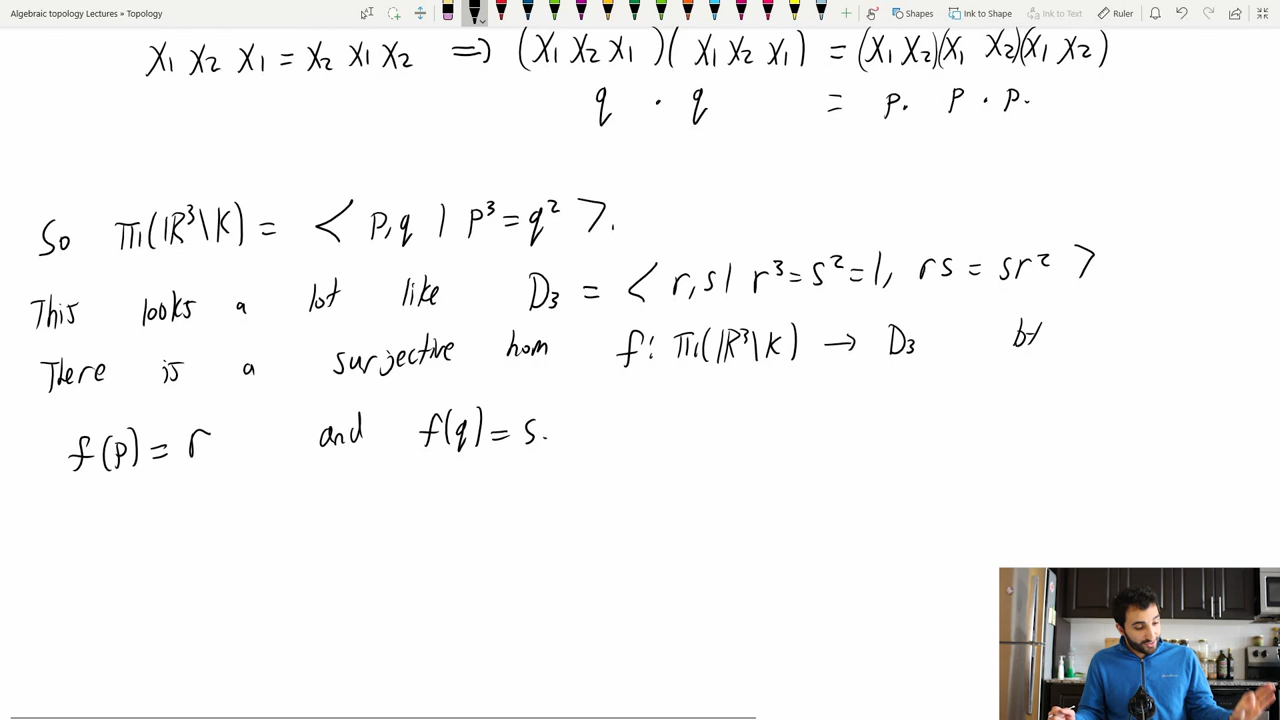 Algebraic topology Lectures » Topology
Shapes
Ink to Shape
Ink to Text
Ruler
X₁ X₂ X₁ = X₂ X₁ X₂ ⟹ (X₁ X₂ X₁)(X₁ X₂ X₁) = (X₁ X₂)(X₁ X₂)(X₁ X₂)
q · q = p. p · p.
So π₁(ℝ³\K) = < p,q | p³ = q² >.
This looks a lot like D₃ = < r,s | r³ = s² = 1, rs = sr² >
There is a surjective hom f: π₁(ℝ³\K) → D₃ by
f(p) = r and f(q) = s.